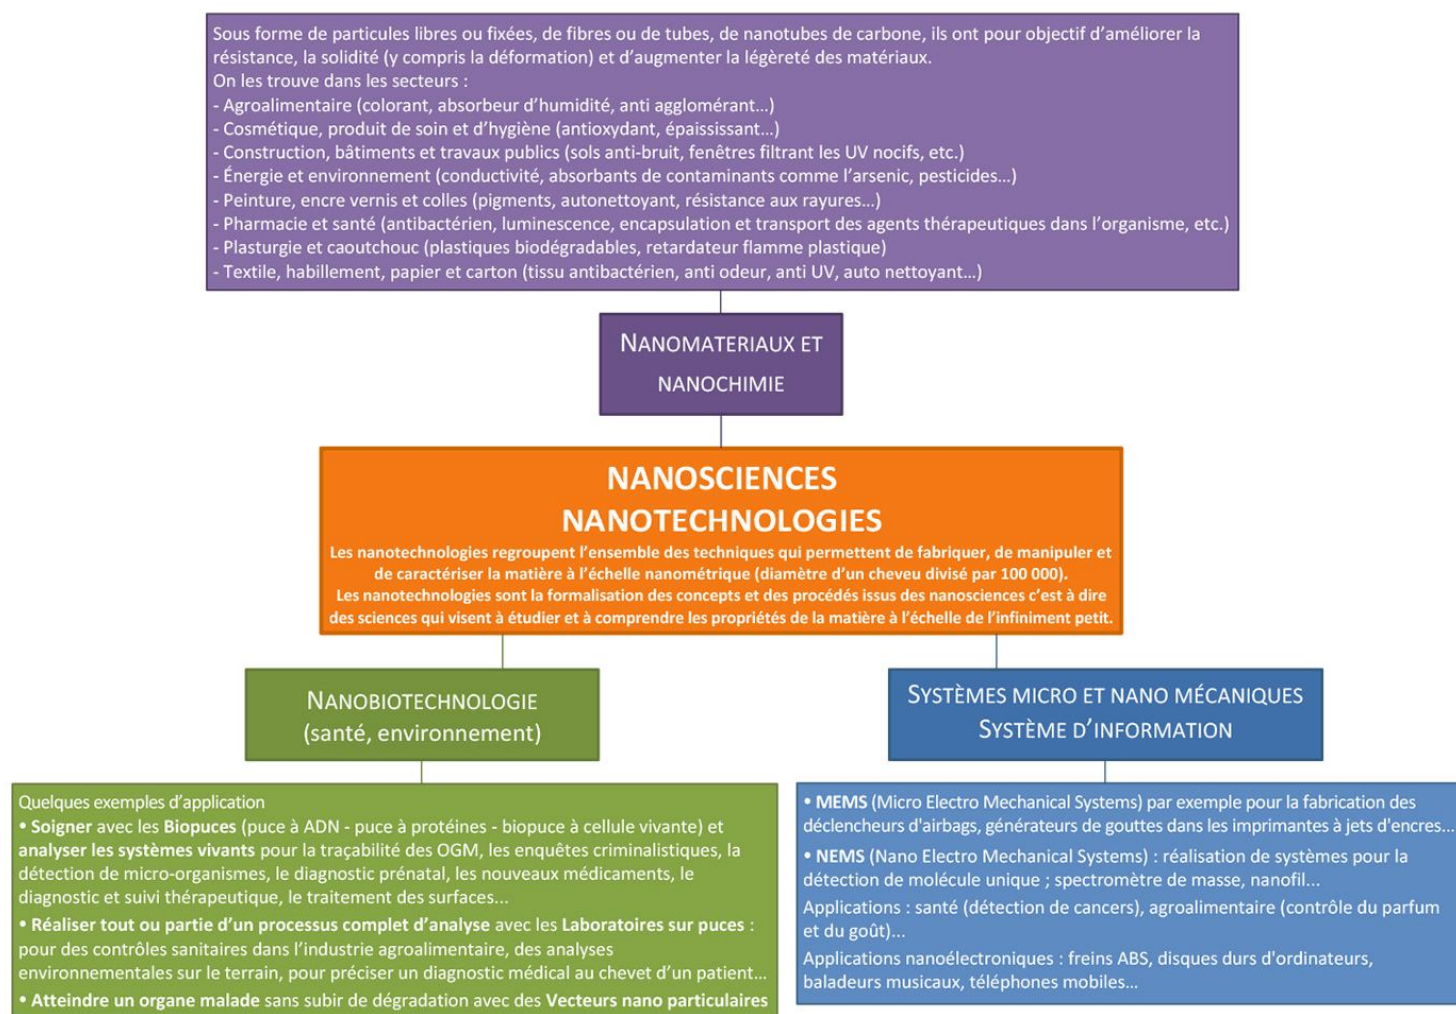 Sous forme de particules libres ou fixées, de fibres ou de tubes, de nanotubes de carbone, ils ont pour objectif d’améliorer la
résistance, la solidité (y compris la déformation) et d’augmenter la légèreté des matériaux.
On les trouve dans les secteurs :
- Agroalimentaire (colorant, absorbeur d’humidité, anti agglomérant…)
- Cosmétique, produit de soin et d’hygiène (antioxydant, épaississant…)
- Construction, bâtiments et travaux publics (sols anti-bruit, fenêtres filtrant les UV nocifs, etc.)
- Énergie et environnement (conductivité, absorbants de contaminants comme l’arsenic, pesticides…)
- Peinture, encre vernis et colles (pigments, autonettoyant, résistance aux rayures…)
- Pharmacie et santé (antibactérien, luminescence, encapsulation et transport des agents thérapeutiques dans l’organisme, etc.)
- Plasturgie et caoutchouc (plastiques biodégradables, retardateur flamme plastique)
- Textile, habillement, papier et carton (tissu antibactérien, anti odeur, anti UV, auto nettoyant…)
NANOMATERIAUX ET
NANOCHIMIE
NANOSCIENCES
NANOTECHNOLOGIES
Les nanotechnologies regroupent l’ensemble des techniques qui permettent de fabriquer, de manipuler et
de caractériser la matière à l’échelle nanométrique (diamètre d’un cheveu divisé par 100 000).
Les nanotechnologies sont la formalisation des concepts et des procédés issus des nanosciences c’est à dire
des sciences qui visent à étudier et à comprendre les propriétés de la matière à l’échelle de l’infiniment petit.
NANOBIOTECHNOLOGIE
(santé, environnement)
Quelques exemples d’application
• Soigner avec les Biopuces (puce à ADN - puce à protéines - biopuce à cellule vivante) et
analyser les systèmes vivants pour la traçabilité des OGM, les enquêtes criminalistiques, la
détection de micro-organismes, le diagnostic prénatal, les nouveaux médicaments, le
diagnostic et suivi thérapeutique, le traitement des surfaces...
• Réaliser tout ou partie d’un processus complet d’analyse avec les Laboratoires sur puces :
pour des contrôles sanitaires dans l’industrie agroalimentaire, des analyses
environnementales sur le terrain, pour préciser un diagnostic médical au chevet d’un patient…
• Atteindre un organe malade sans subir de dégradation avec des Vecteurs nano particulaires
SYSTÈMES MICRO ET NANO MÉCANIQUES
SYSTÈME D’INFORMATION
• MEMS (Micro Electro Mechanical Systems) par exemple pour la fabrication des
déclencheurs d'airbags, générateurs de gouttes dans les imprimantes à jets d'encres…
• NEMS (Nano Electro Mechanical Systems) : réalisation de systèmes pour la
détection de molécule unique ; spectromètre de masse, nanofil...
Applications : santé (détection de cancers), agroalimentaire (contrôle du parfum
et du goût)...
Applications nanoélectroniques : freins ABS, disques durs d'ordinateurs,
baladeurs musicaux, téléphones mobiles…